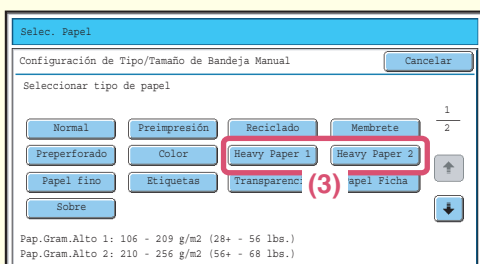 Selec. Papel
Configuración de Tipo/Tamaño de Bandeja Manual Cancelar
Seleccionar tipo de papel
1
2
Normal Preimpresión Reciclado Membrete
Preperforado Color Heavy Paper 1 Heavy Paper 2
Papel fino Etiquetas (3) Ficha
Sobre
Pap.Gram.Alto 1: 106 - 209 g/m2 (28+ - 56 lbs.)
Pap.Gram.Alto 2: 210 - 256 g/m2 (56+ - 68 lbs.)